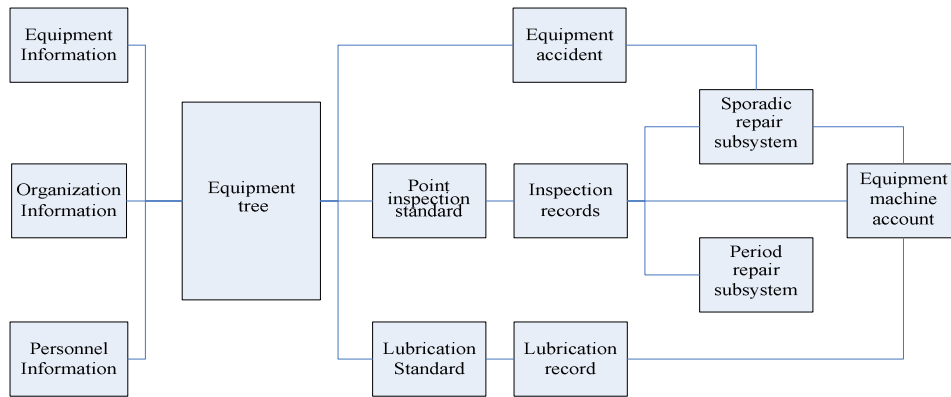 Equipment
Information
Organization
Information
Personnel
Information
Equipment
tree
Equipment
accident
Point
inspection
standard
Inspection
records
Lubrication
Standard
Lubrication
record
Sporadic
repair
subsystem
Period
repair
subsystem
Equipment
machine
account